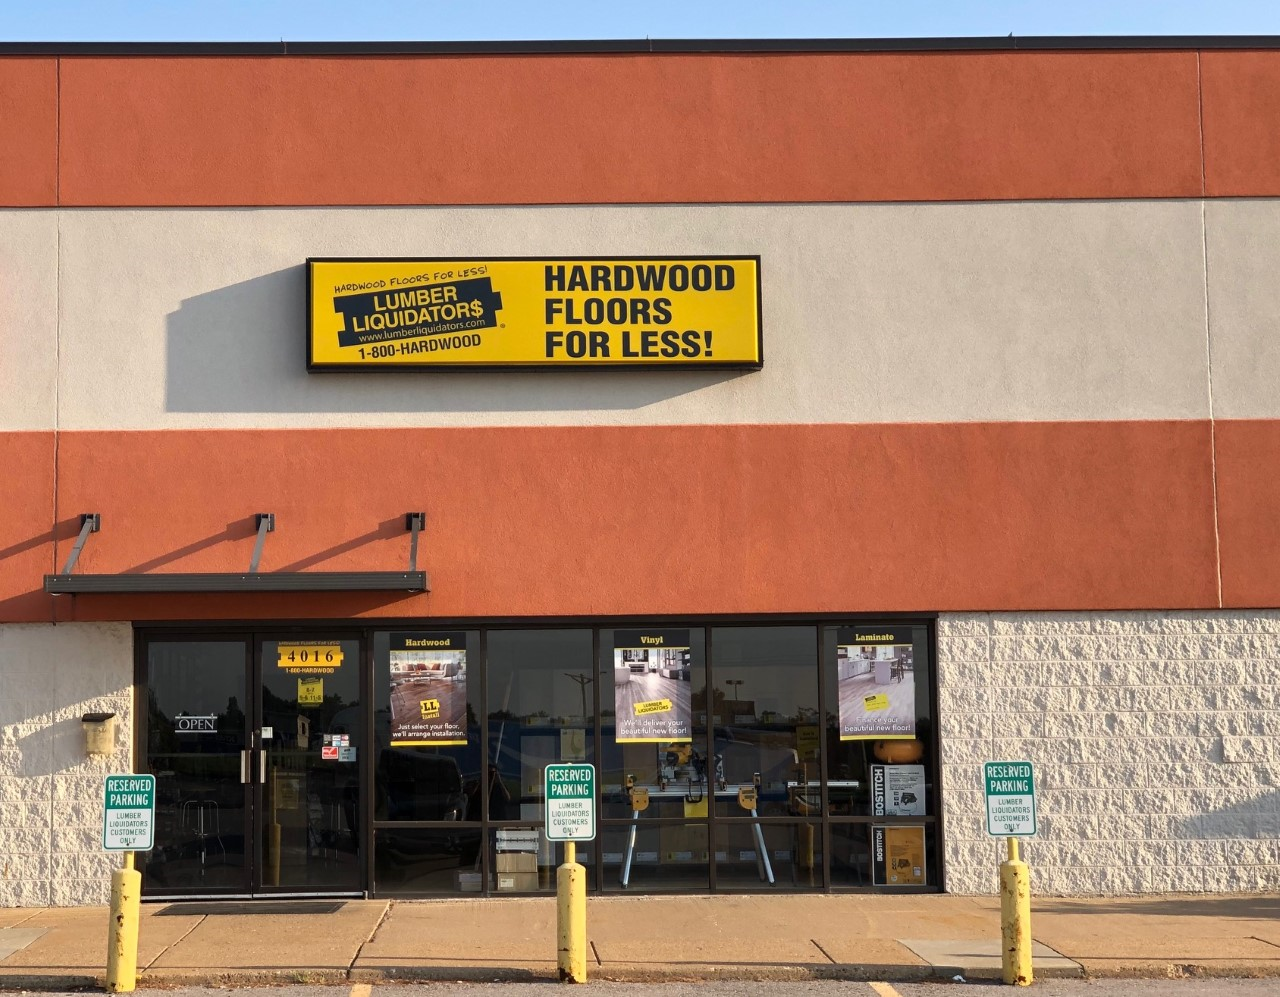 HARDWOOD FLOORS FOR LESS!
LUMBER
LIQUIDATOR$
www.lumberliquidators.com
1-800-HARDWOOD
HARDWOOD
FLOORS
FOR LESS!
4016
1-800-HARDWOOD
OPEN
Hardwood
LL
Just select your floor,
we'll arrange installation.
Vinyl
LUMBER
LIQUIDATORS
We'll deliver your
beautiful new floor!
Laminate
Finance your
beautiful new floor!
BOSTITCH
BOSTITCH
RESERVED
PARKING
LUMBER
LIQUIDATORS
CUSTOMERS
ONLY
RESERVED
PARKING
LUMBER
LIQUIDATORS
CUSTOMERS
ONLY
RESERVED
PARKING
LUMBER
LIQUIDATORS
CUSTOMERS
ONLY